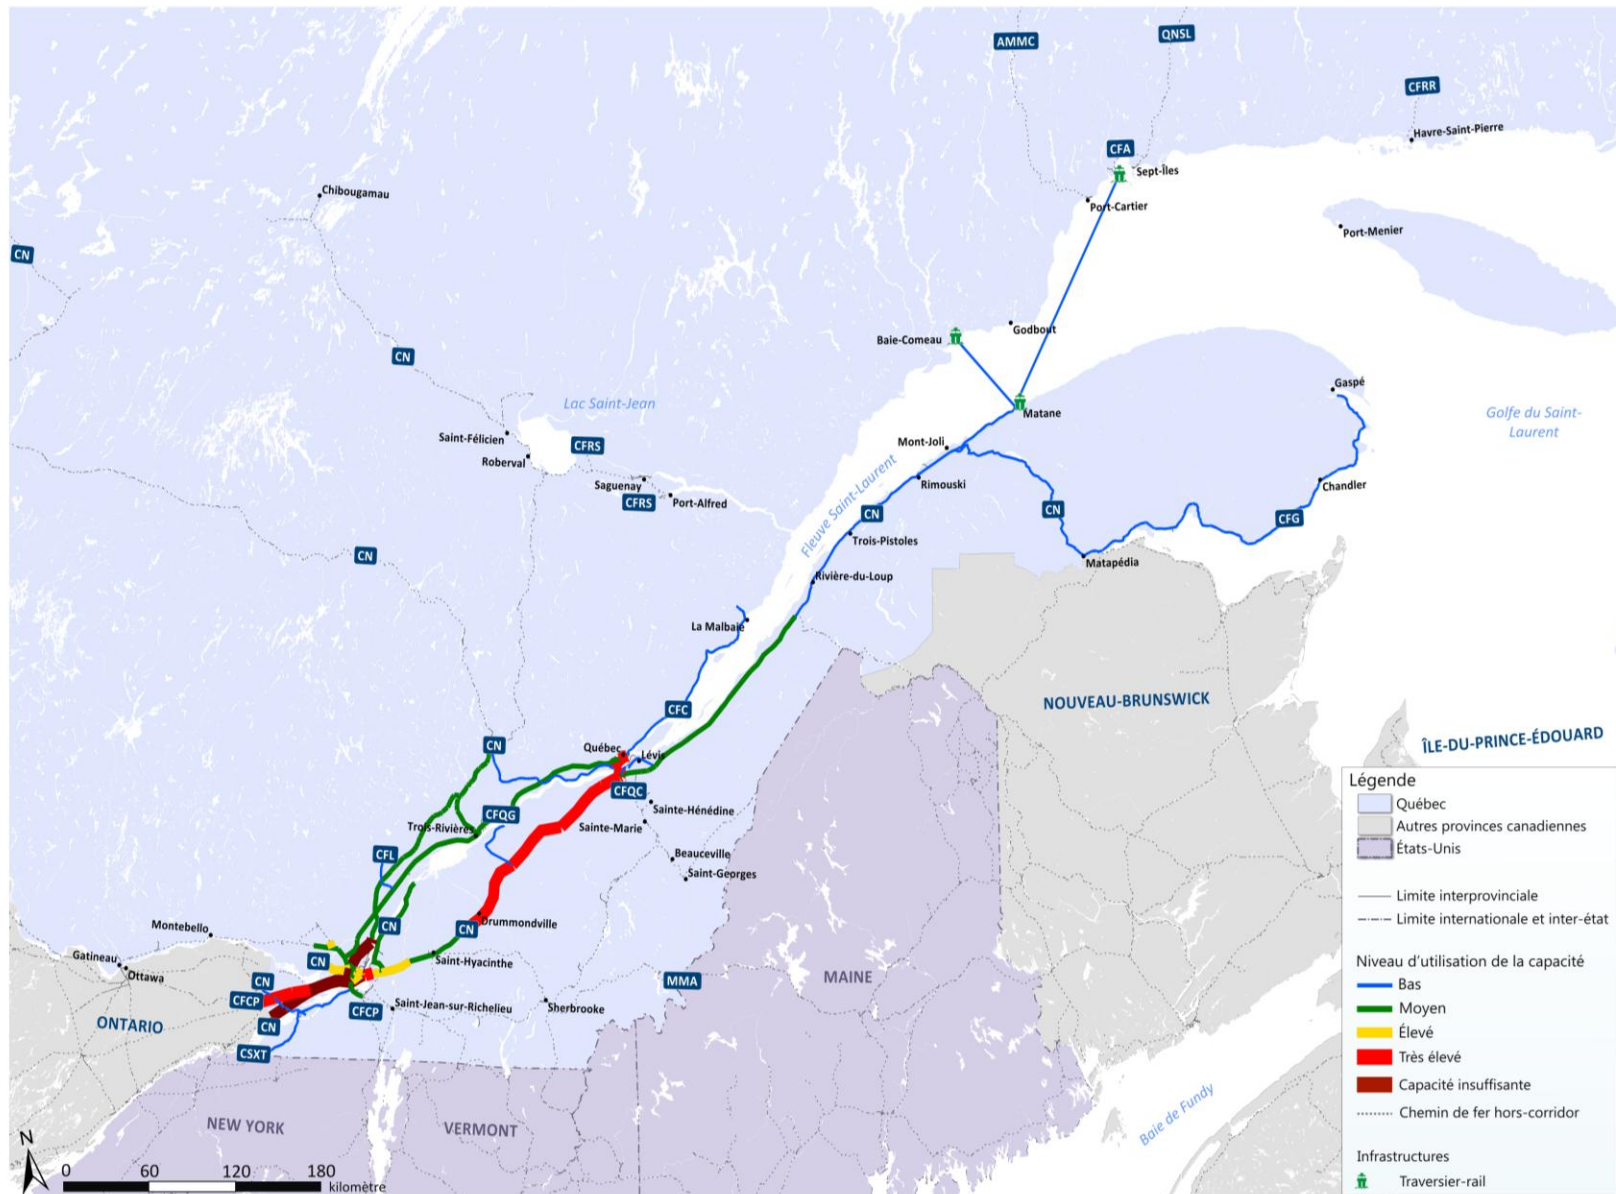 AMMC
QNSL
CFRR
Havre-Saint-Pierre
CFA
Sept-Îles
Chibougamau
Port-Cartier
Port-Menier
CN
Godbout
Baie-Comeau
CN
Gaspé
Lac Saint-Jean
Matane
Golfe du Saint-
Laurent
Saint-Félicien
Mont-Joli
CFRS
Roberval
Fleuve Saint-Laurent
Rimouski
Saguenay
Chandler
CFRS
Port-Alfred
CN
CN
CFG
Trois-Pistoles
CN
Matapédia
Rivière-du-Loup
La Malbaie
NOUVEAU-BRUNSWICK
CFC
ÎLE-DU-PRINCE-ÉDOUARD
CN
Québec
Lévis
CFQC
Sainte-Hénédine
CFQG
Trois-Rivières
Sainte-Marie
CFL
Beauceville
Saint-Georges
Montebello
CN
Drummondville
CN
Gatineau
Ottawa
CN
Saint-Hyacinthe
CN
MMA
MAINE
CFCP
CFCP
Saint-Jean-sur-Richelieu
Sherbrooke
ONTARIO
CN
CSXT
NEW YORK
VERMONT
Baie de Fundy
N
0 60 120 180
kilomètre
Légende
Québec
Autres provinces canadiennes
États-Unis
Limite interprovinciale
Limite internationale et inter-état
Niveau d'utilisation de la capacité
Bas
Moyen
Élevé
Très élevé
Capacité insuffisante
Chemin de fer hors-corridor
Infrastructures
Traversier-rail